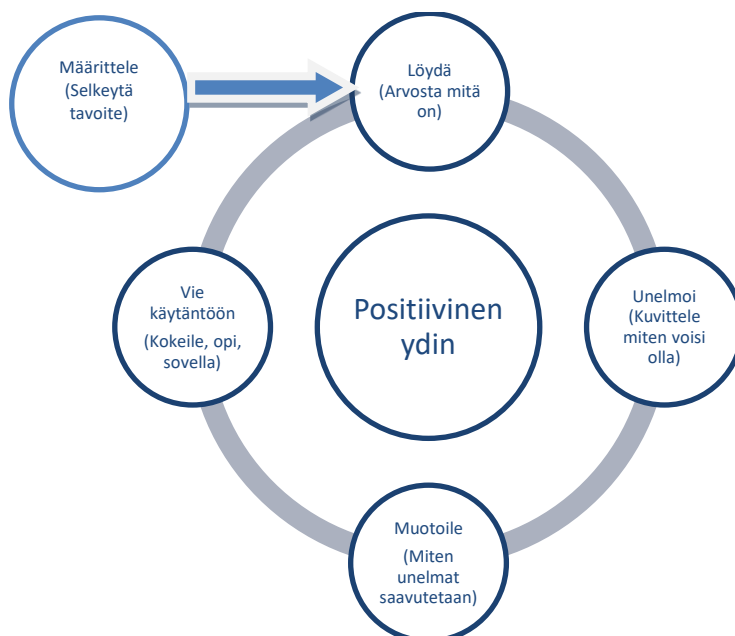 Määrittele
(Selkeytä
tavoite)
Löydä
(Arvosta mitä
on)
Unelmoi
(Kuvittele
miten voisi
olla)
Muotoile
(Miten
unelmat
saavutetaan)
Vie
käytäntöön
(Kokeile, opi,
sovella)
Positiivinen
ydin